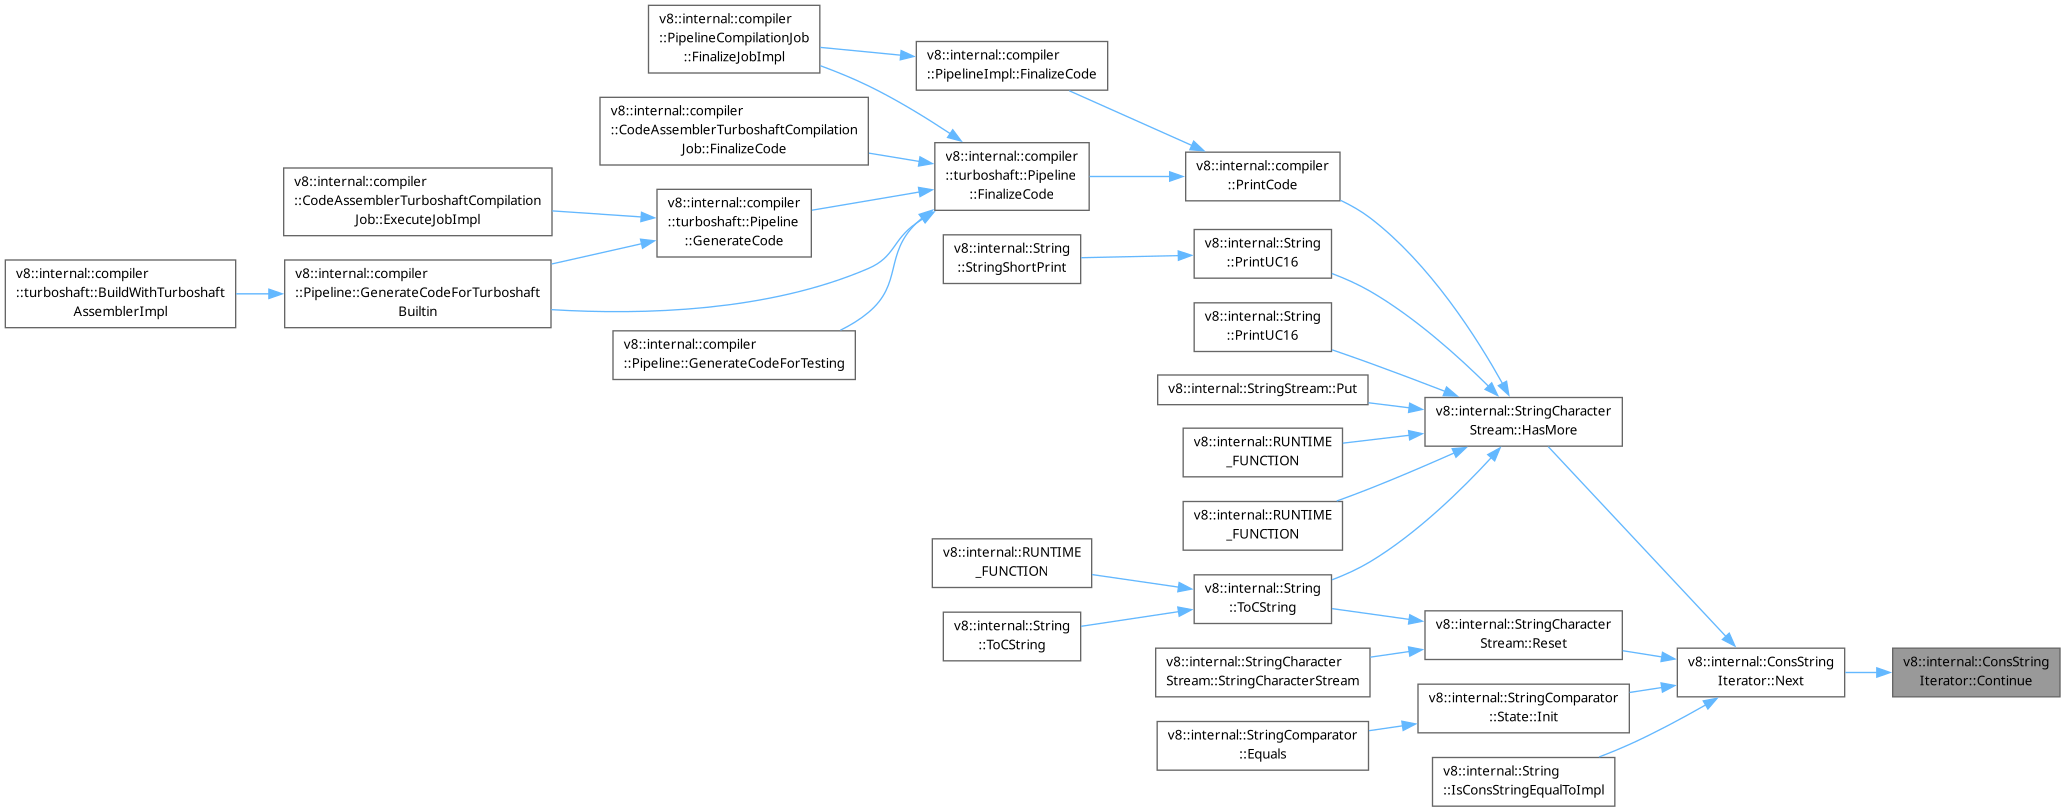 v8::internal::compiler
::PipelineCompilationJob
::FinalizeJobImpl
v8::internal::compiler
::PipelineImpl::FinalizeCode
v8::internal::compiler
::CodeAssemblerTurboshaftCompilation
Job::FinalizeCode
v8::internal::compiler
::turboshaft::Pipeline
::FinalizeCode
v8::internal::compiler
::PrintCode
v8::internal::compiler
::CodeAssemblerTurboshaftCompilation
Job::ExecuteJobImpl
v8::internal::compiler
::turboshaft::Pipeline
::GenerateCode
v8::internal::String
::StringShortPrint
v8::internal::String
::PrintUC16
v8::internal::compiler
::turboshaft::BuildWithTurboshaft
AssemblerImpl
v8::internal::compiler
::Pipeline::GenerateCodeForTurboshaft
Builtin
v8::internal::String
::PrintUC16
v8::internal::compiler
::Pipeline::GenerateCodeForTesting
v8::internal::StringStream::Put
v8::internal::StringCharacter
Stream::HasMore
v8::internal::RUNTIME
_FUNCTION
v8::internal::RUNTIME
_FUNCTION
v8::internal::RUNTIME
_FUNCTION
v8::internal::String
::ToCString
v8::internal::String
::ToCString
v8::internal::StringCharacter
Stream::Reset
v8::internal::StringCharacter
Stream::StringCharacterStream
v8::internal::ConsString
Iterator::Next
v8::internal::ConsString
Iterator::Continue
v8::internal::StringComparator
::State::Init
v8::internal::StringComparator
::Equals
v8::internal::String
::IsConsStringEqualToImpl